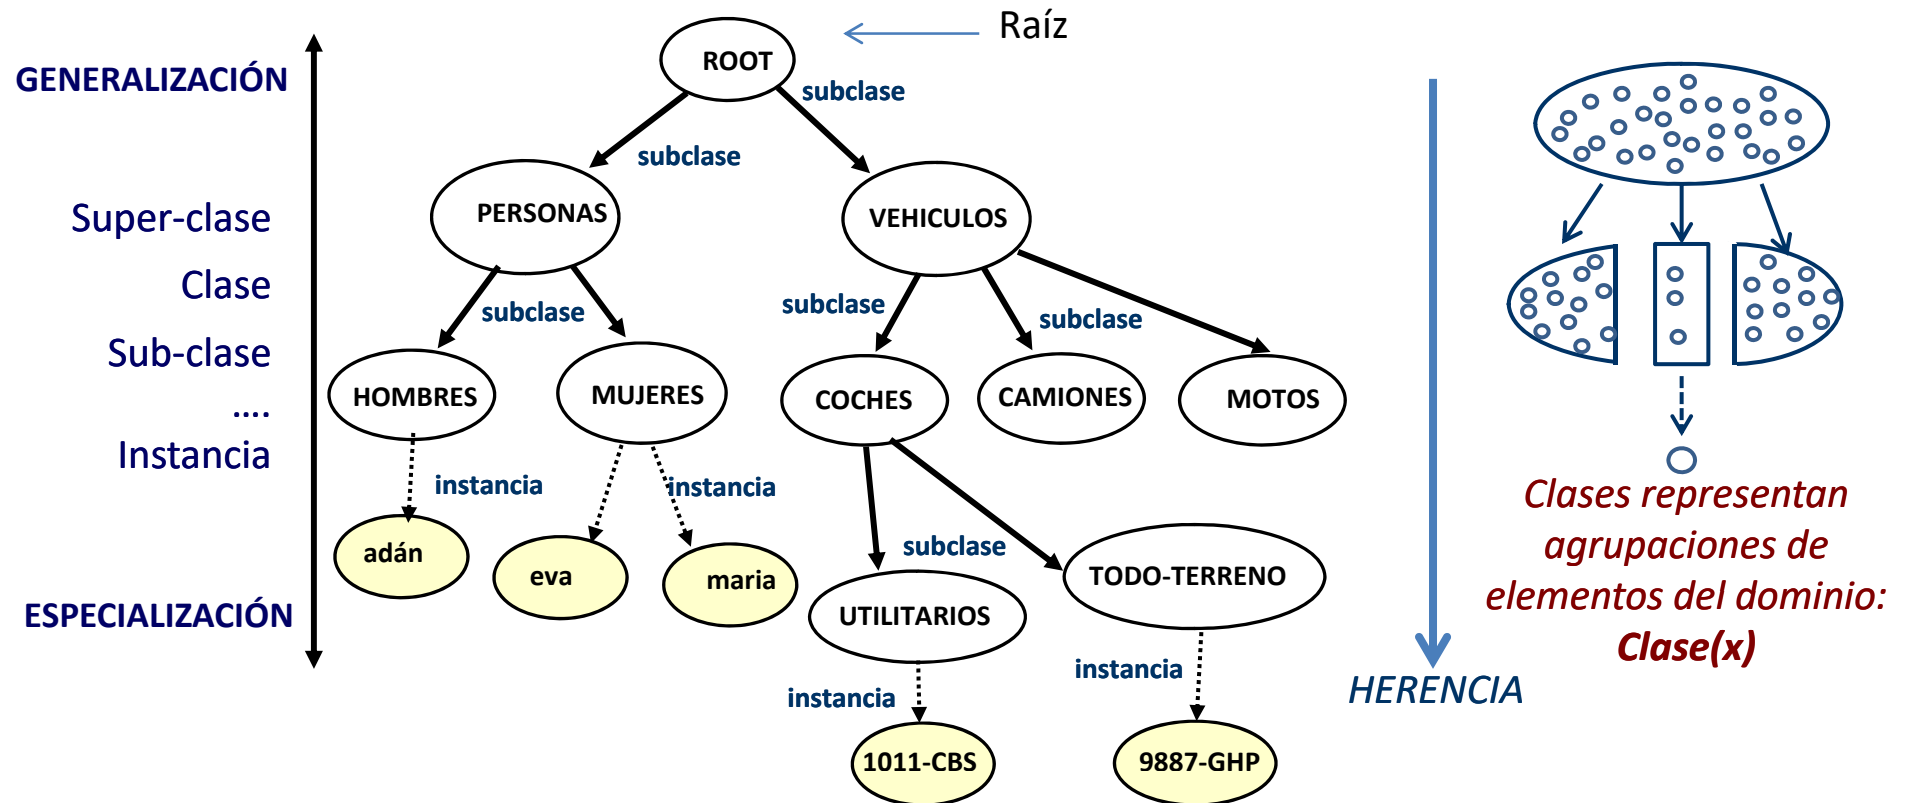 Raíz
ROOT
GENERALIZACIÓN
subclase
subclase
Super-clase
PERSONAS
VEHICULOS
Clase
subclase
subclase
subclase
Sub-clase
HOMBRES
MUJERES
COCHES
CAMIONES
MOTOS
....
Instancia
instancia
instancia
Clases representan
agrupaciones de
elementos del dominio:
Clase(x)
adán
eva
maria
subclase
TODO-TERRENO
ESPECIALIZACIÓN
UTILITARIOS
instancia
instancia
HERENCIA
1011-CBS
9887-GHP